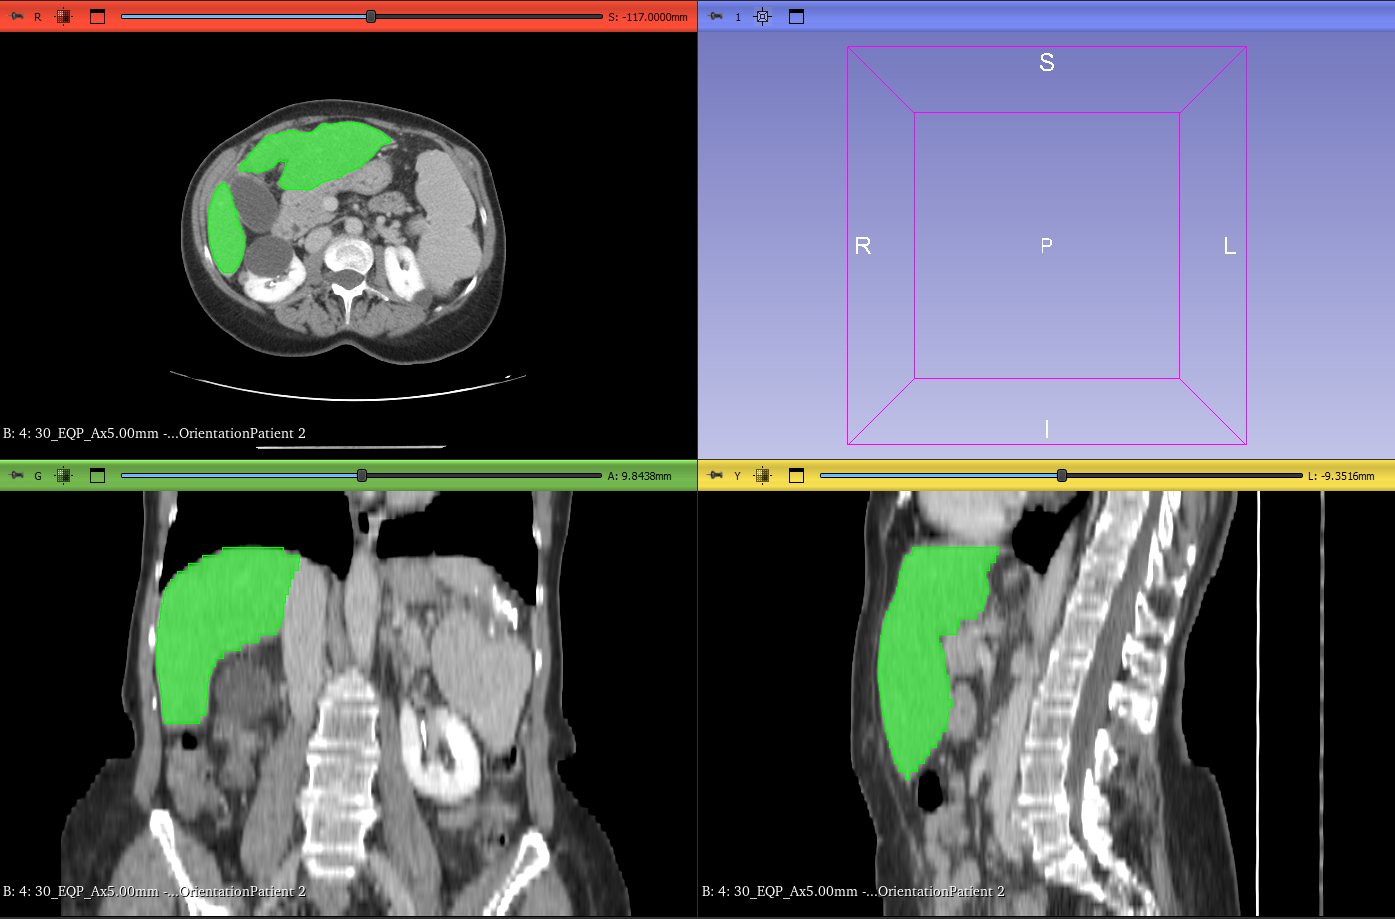 R S: -117.0000mm
1
S
R P L
I
B: 4: 30_EQP_Ax5.00mm -...OrientationPatient 2
G A: 9.8438mm
Y L: -9.3516mm
B: 4: 30_EQP_Ax5.00mm -...OrientationPatient 2
B: 4: 30_EQP_Ax5.00mm -...OrientationPatient 2